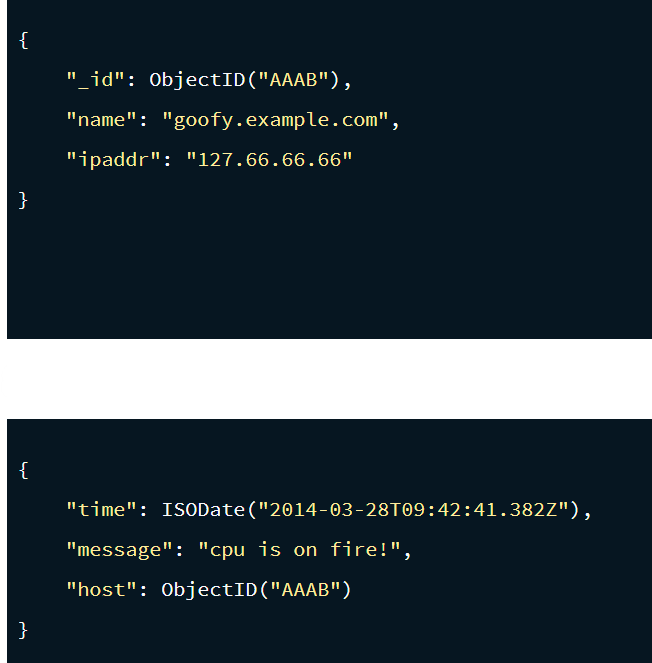 {
"_id": ObjectID("AAAB"),
"name": "goofy.example.com",
"ipaddr": "127.66.66.66"
}
{
"time": ISODate("2014-03-28T09:42:41.382Z"),
"message": "cpu is on fire!",
"host": ObjectID("AAAB")
}